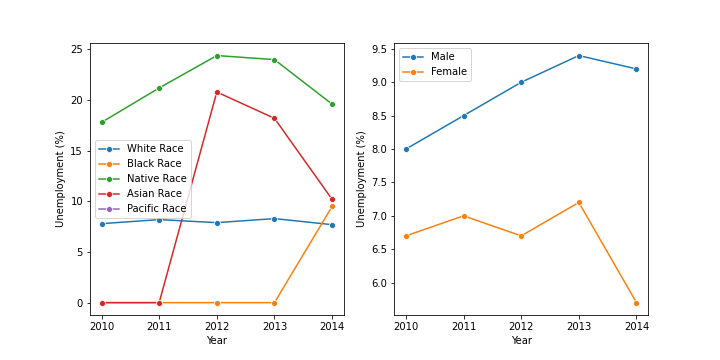 25
20
15
10
5
0
Unemployment (%)
White Race
Black Race
Native Race
Asian Race
Pacific Race
2010 2011 2012 2013 2014
Year
9.5
9.0
8.5
8.0
7.5
7.0
6.5
6.0
Unemployment (%)
Male
Female
2010 2011 2012 2013 2014
Year